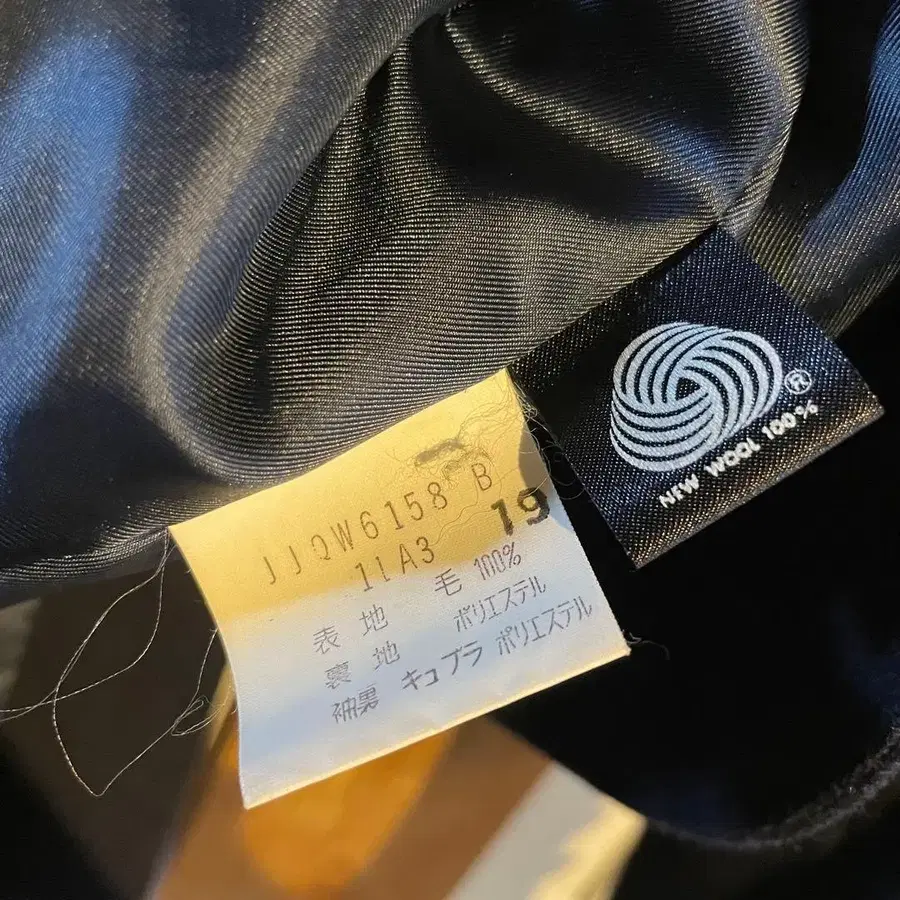 JJQW6158 B
11A3 19
表地 毛 100%
裏地 ポリエステル
袖裏 キュプラ ポリエステル
®
NEW WOOL 100%